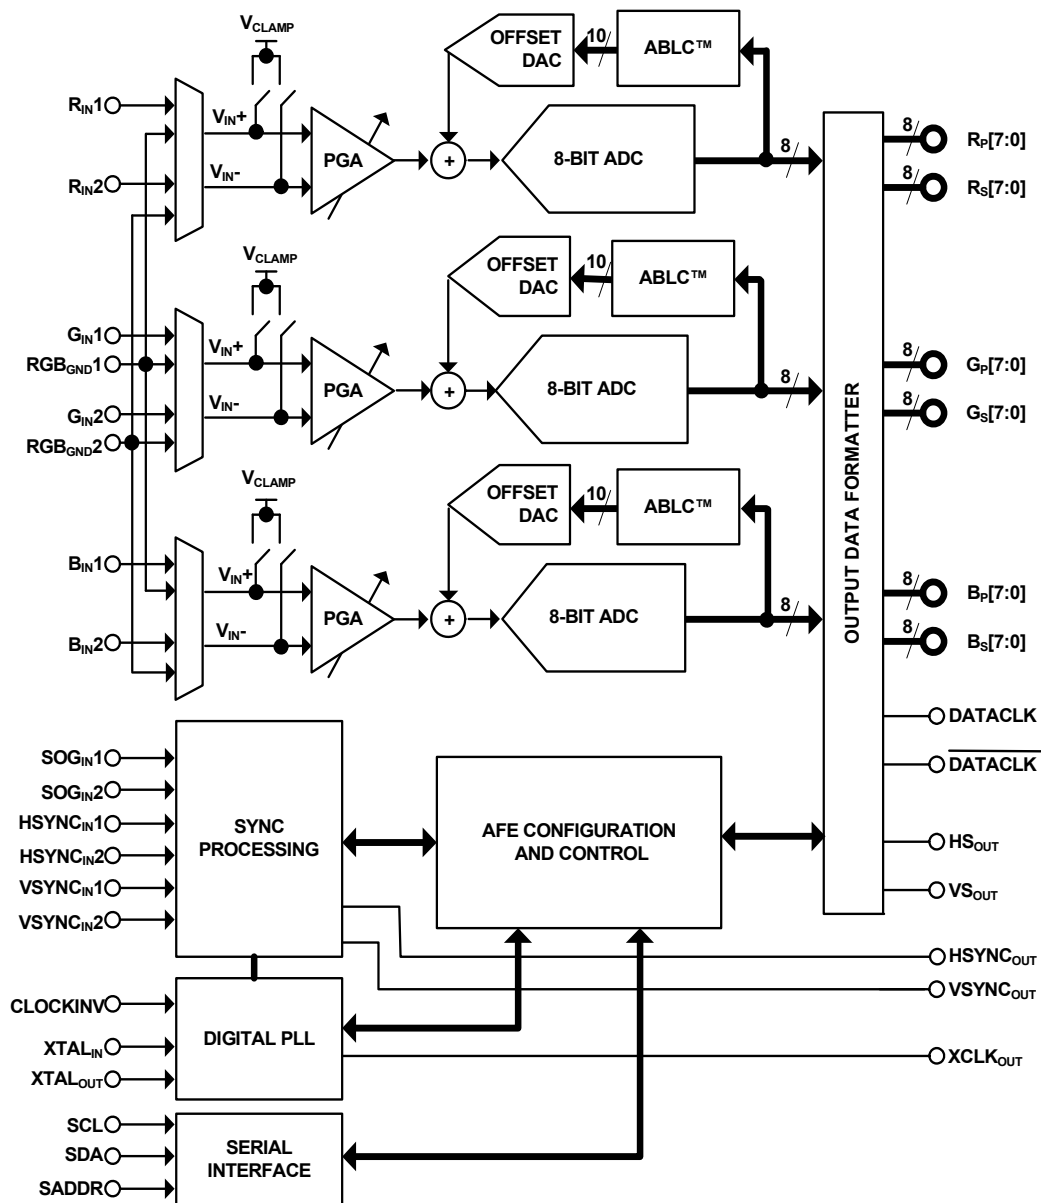 VCLAMP
OFFSET
DAC
10
ABLC™
RIN1
VIN+
PGA
+
8-BIT ADC
8
8
RP[7:0]
RIN2
VIN-
8
RS[7:0]
VCLAMP
OFFSET
DAC
10
ABLC™
GIN1
RGBGND1
VIN+
PGA
+
8-BIT ADC
8
8
GP[7:0]
GIN2
VIN-
8
GS[7:0]
RGBGND2
VCLAMP
OFFSET
DAC
10
ABLC™
OUTPUT DATA FORMATTER
BIN1
VIN+
PGA
+
8-BIT ADC
8
8
BP[7:0]
BIN2
VIN-
8
BS[7:0]
DATACLK
DATACLK
HSOUT
VSOUT
SOGIN1
SOGIN2
HSYNCIN1
HSYNCIN2
VSYNCIN1
VSYNCIN2
SYNC
PROCESSING
AFE CONFIGURATION
AND CONTROL
HSYNCOUT
VSYNCOUT
CLOCKINV
XTALIN
XTALOUT
DIGITAL PLL
XCLKOUT
SCL
SDA
SADDR
SERIAL
INTERFACE